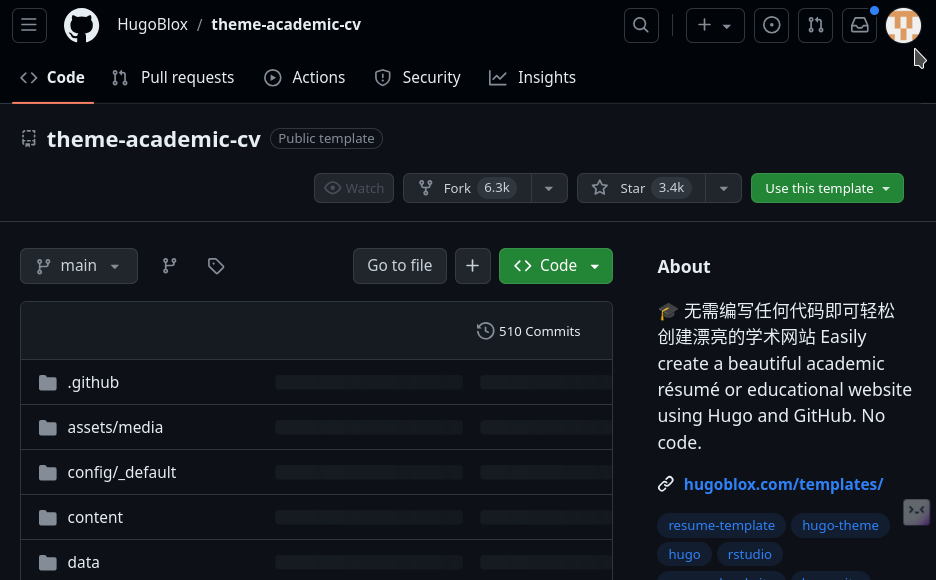 HugoBlox / theme-academic-cv
Code Pull requests Actions Security Insights
theme-academic-cv Public template
Watch Fork 6.3k Star 3.4k Use this template
main Go to file Code
510 Commits
.github
assets/media
config/_default
content
data
About
🎓 无需编写任何代码即可轻松
创建漂亮的学术网站 Easily
create a beautiful academic
résumé or educational website
using Hugo and GitHub. No
code.
hugoblox.com/templates/
resume-template hugo-theme
hugo rstudio